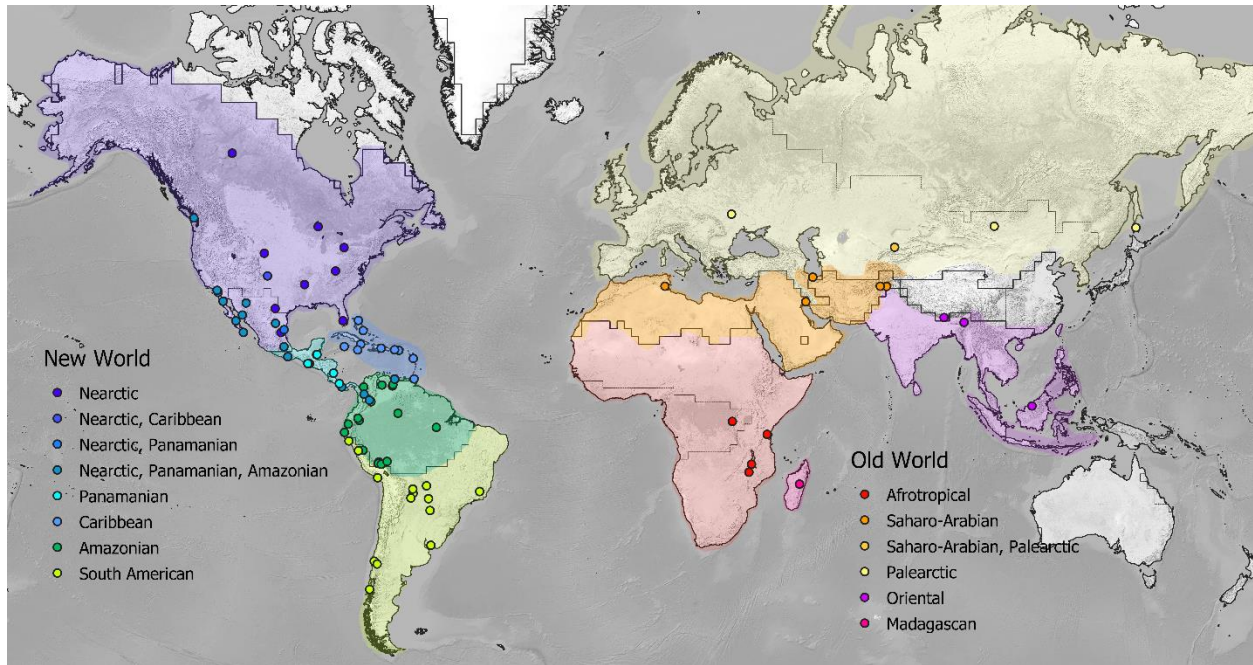 New World
Nearctic
Nearctic, Caribbean
Nearctic, Panamanian
Nearctic, Panamanian, Amazonian
Panamanian
Caribbean
Amazonian
South American
Old World
Afrotropical
Saharo-Arabian
Saharo-Arabian, Palearctic
Palearctic
Oriental
Madagascan